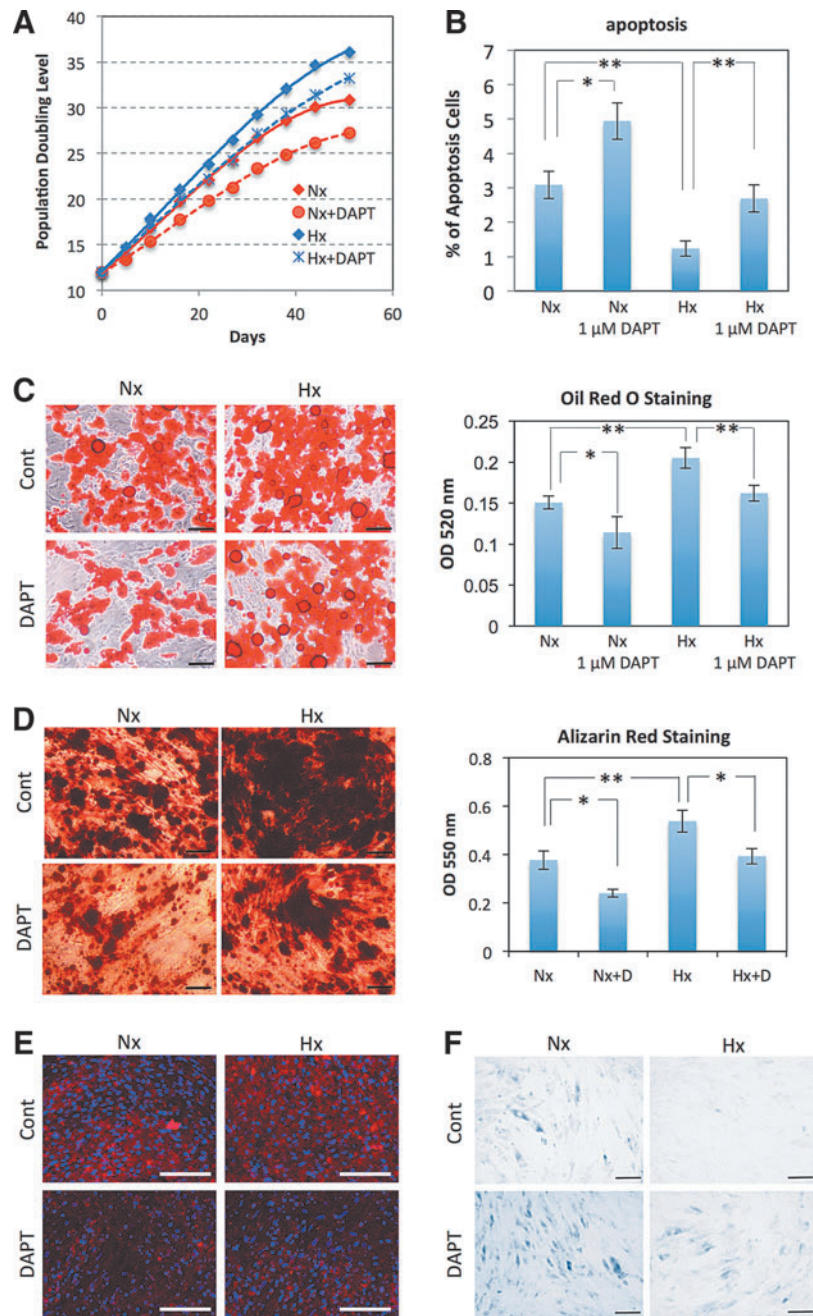 A
Population Doubling Level
40
35
30
25
20
15
10
0 20 40 60
Days
Nx
Nx+DAPT
Hx
Hx+DAPT
B
apoptosis
% of Apoptosis Cells
7
6
5
4
3
2
1
0
** * **
Nx Nx Hx Hx
1 µM DAPT 1 µM DAPT
C
Nx Hx
Cont
DAPT
Oil Red O Staining
OD 520 nm
0.25
0.2
0.15
0.1
0.05
0
** * **
Nx Nx Hx Hx
1 µM DAPT 1 µM DAPT
D
Nx Hx
Cont
DAPT
Alizarin Red Staining
OD 550 nm
0.8
0.6
0.4
0.2
0
** * *
Nx Nx+D Hx Hx+D
E
Nx Hx
Cont
DAPT
F
Nx Hx
Cont
DAPT